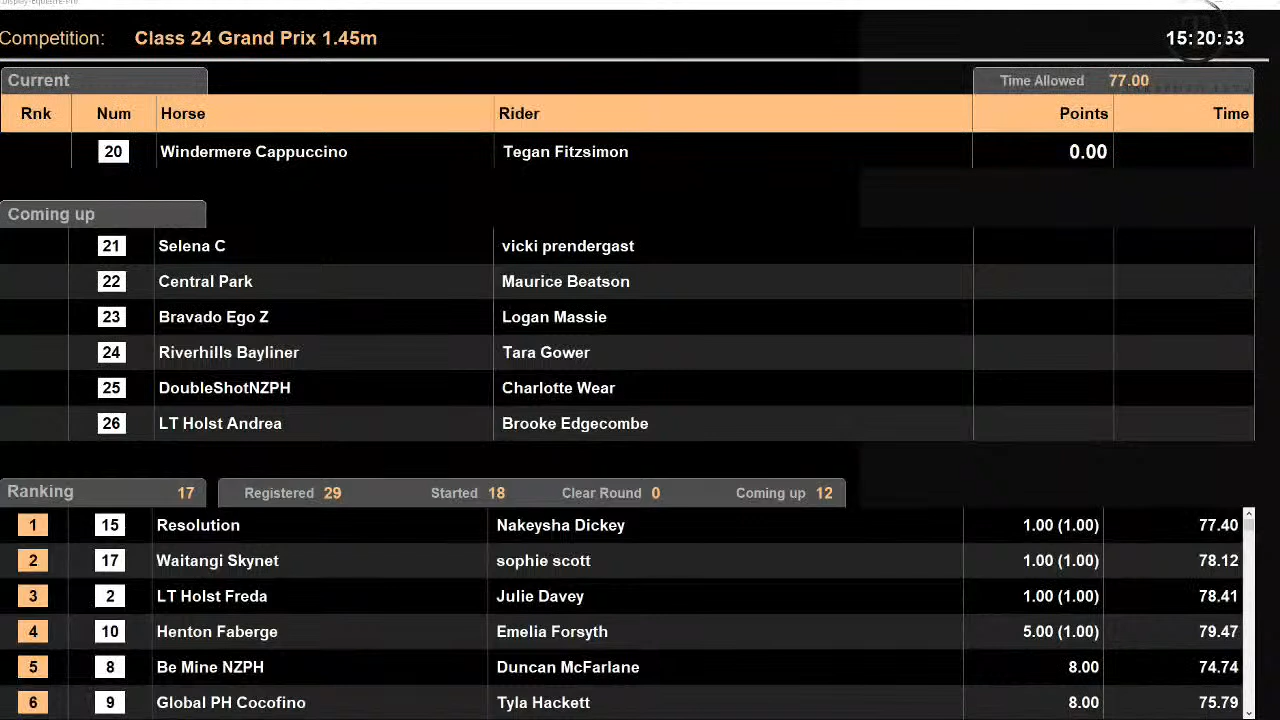 Display-Equestre-Pro
Competition: Class 24 Grand Prix 1.45m 15:20:53
Current Time Allowed 77.00
Rnk Num Horse Rider Points Time
20 Windermere Cappuccino Tegan Fitzsimon 0.00
Coming up
21 Selena C vicki prendergast
22 Central Park Maurice Beatson
23 Bravado Ego Z Logan Massie
24 Riverhills Bayliner Tara Gower
25 DoubleShotNZPH Charlotte Wear
26 LT Holst Andrea Brooke Edgecombe
Ranking 17 Registered 29 Started 18 Clear Round 0 Coming up 12
1 15 Resolution Nakeysha Dickey 1.00 (1.00) 77.40
2 17 Waitangi Skynet sophie scott 1.00 (1.00) 78.12
3 2 LT Holst Freda Julie Davey 1.00 (1.00) 78.41
4 10 Henton Faberge Emelia Forsyth 5.00 (1.00) 79.47
5 8 Be Mine NZPH Duncan McFarlane 8.00 74.74
6 9 Global PH Cocofino Tyla Hackett 8.00 75.79